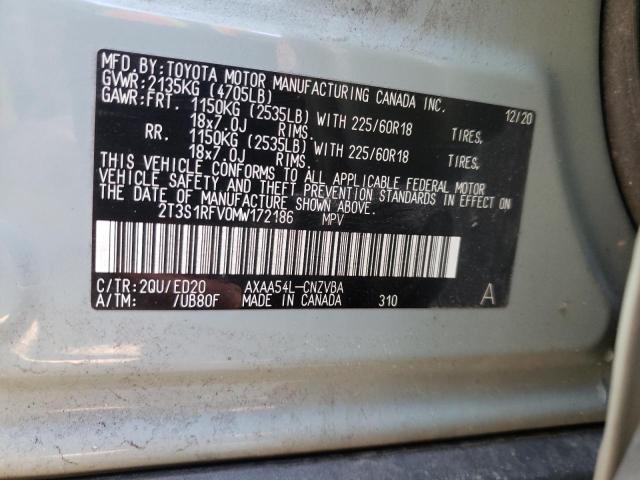 MFD.BY:TOYOTA MOTOR MANUFACTURING CANADA INC.
GVWR:2135KG (4705LB) 12/20
GAWR:FRT. 1150KG (2535LB) WITH 225/60R18 TIRES,
18x7.0J RIMS.
RR. 1150KG (2535LB) WITH 225/60R18 TIRES,
18x7.0J RIMS.
THIS VEHICLE CONFORMS TO ALL APPLICABLE FEDERAL MOTOR
VEHICLE SAFETY AND THEFT PREVENTION STANDARDS IN EFFECT ON
THE DATE OF MANUFACTURE SHOWN ABOVE.
2T3S1RFV0MW172186 MPV
C/TR:2QU/ED20 AXAA54L-CNZVBA A
A/TM: /UB80F MADE IN CANADA 310